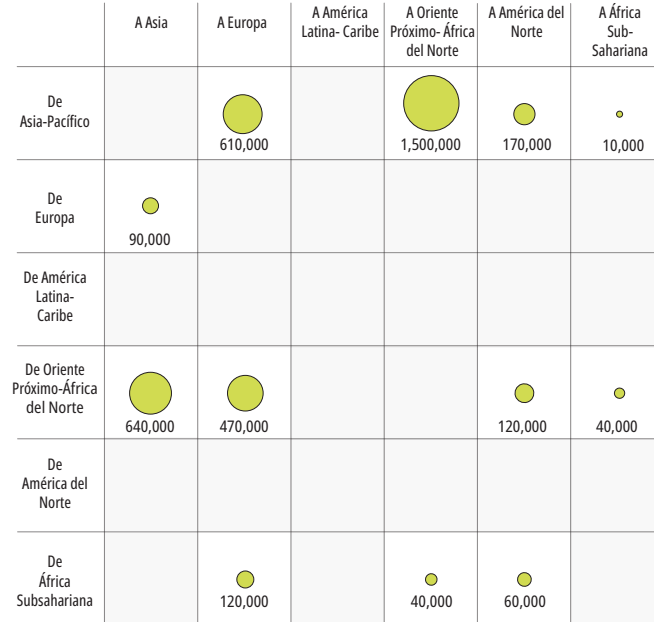 A Asia
A Europa
A América
Latina- Caribe
A Oriente
Próximo- África
del Norte
A América del
Norte
A África
Sub-
Sahariana
De
Asia-Pacífico
610,000
1,500,000
170,000
10,000
De
Europa
90,000
De América
Latina-
Caribe
De Oriente
Próximo-África
del Norte
640,000
470,000
120,000
40,000
De
América del
Norte
De
África
Subsahariana
120,000
40,000
60,000